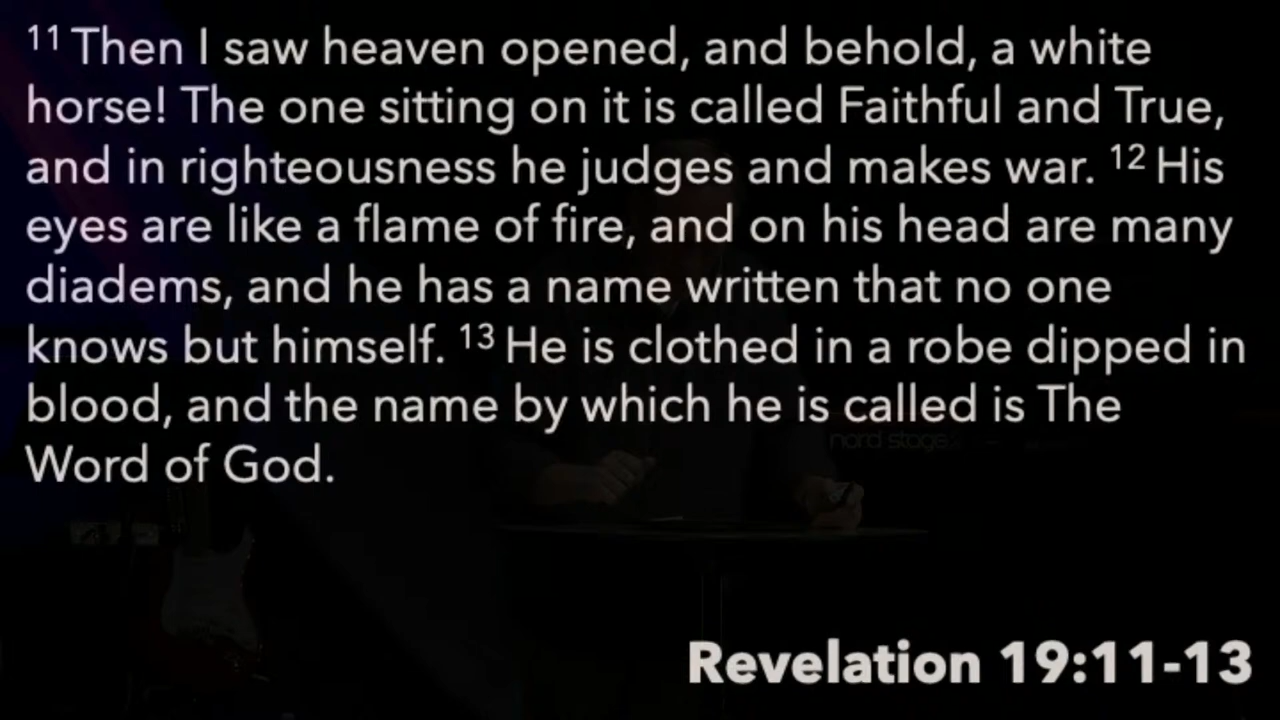 11 Then I saw heaven opened, and behold, a white
horse! The one sitting on it is called Faithful and True,
and in righteousness he judges and makes war. 12 His
eyes are like a flame of fire, and on his head are many
diadems, and he has a name written that no one
knows but himself. 13 He is clothed in a robe dipped in
blood, and the name by which he is called is The
nord stage
Word of God.
Revelation 19:11-13